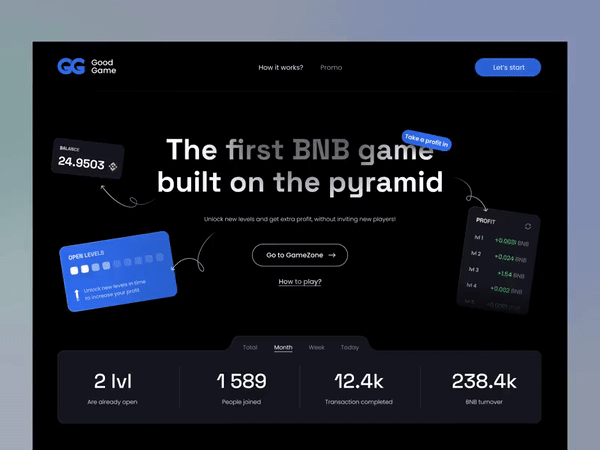 Good
Game
How it works?
Promo
Let's start
BALANCE
24.9503
Take a profit in
The first BNB game
built on the pyramid
Unlock new levels and get extra profit, without inviting new players!
OPEN LEVELS
Unlock new levels in time
to increase your profit
Go to GameZone
How to play?
PROFIT
lvl 1 +0.0031 BNB
lvl 2 +0.024 BNB
lvl 3 +1.54 BNB
lvl 4 +0.003 BNB
lvl 5
Total Month Week Today
2 lvl
Are already open
1 589
People joined
12.4k
Transaction completed
238.4k
BNB turnover